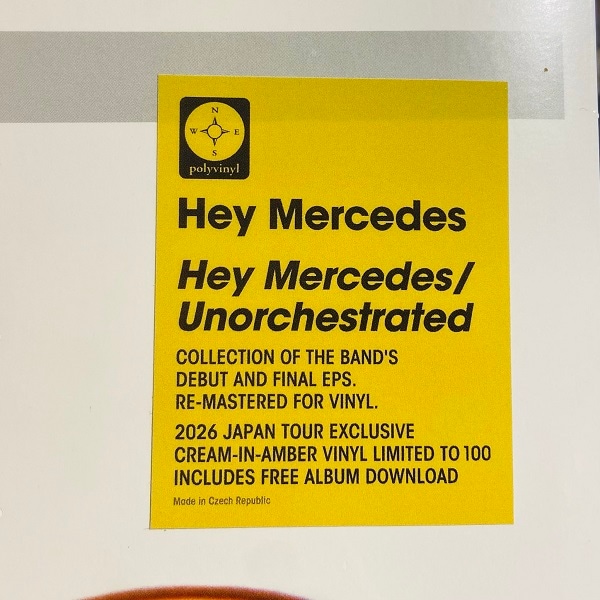 N
W E
S
polyvinyl
Hey Mercedes
Hey Mercedes/
Unorchestrated
COLLECTION OF THE BAND'S
DEBUT AND FINAL EPS.
RE-MASTERED FOR VINYL.
2026 JAPAN TOUR EXCLUSIVE
CREAM-IN-AMBER VINYL LIMITED TO 100
INCLUDES FREE ALBUM DOWNLOAD
Made in Czech Republic